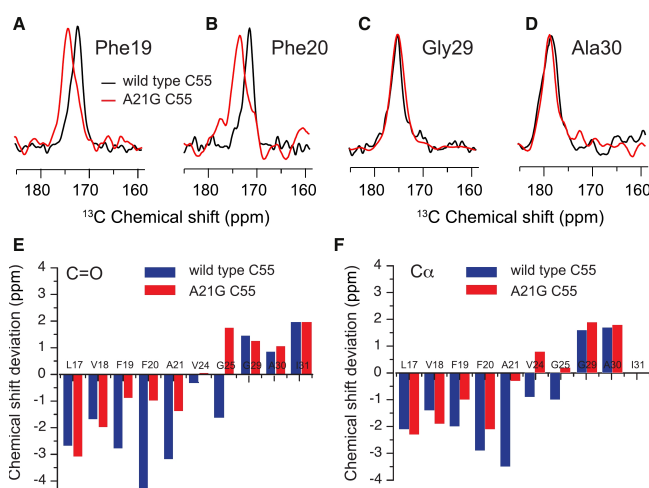 A
B
C
D
Phe19
Phe20
Gly29
Ala30
wild type C55
A21G C55
180 170 160
180 170 160
180 170 160
180 170 160
¹³C Chemical shift (ppm)
¹³C Chemical shift (ppm)
E
F
C=O
wild type C55
A21G C55
Chemical shift deviation (ppm)
4
3
2
1
0
-1
-2
-3
-4
L17 V18 F19 F20 A21 V24 G25 G29 A30 I31
Cα
wild type C55
A21G C55
Chemical shift deviation (ppm)
4
3
2
1
0
-1
-2
-3
-4
L17 V18 F19 F20 A21 V24 G25 G29 A30 I31